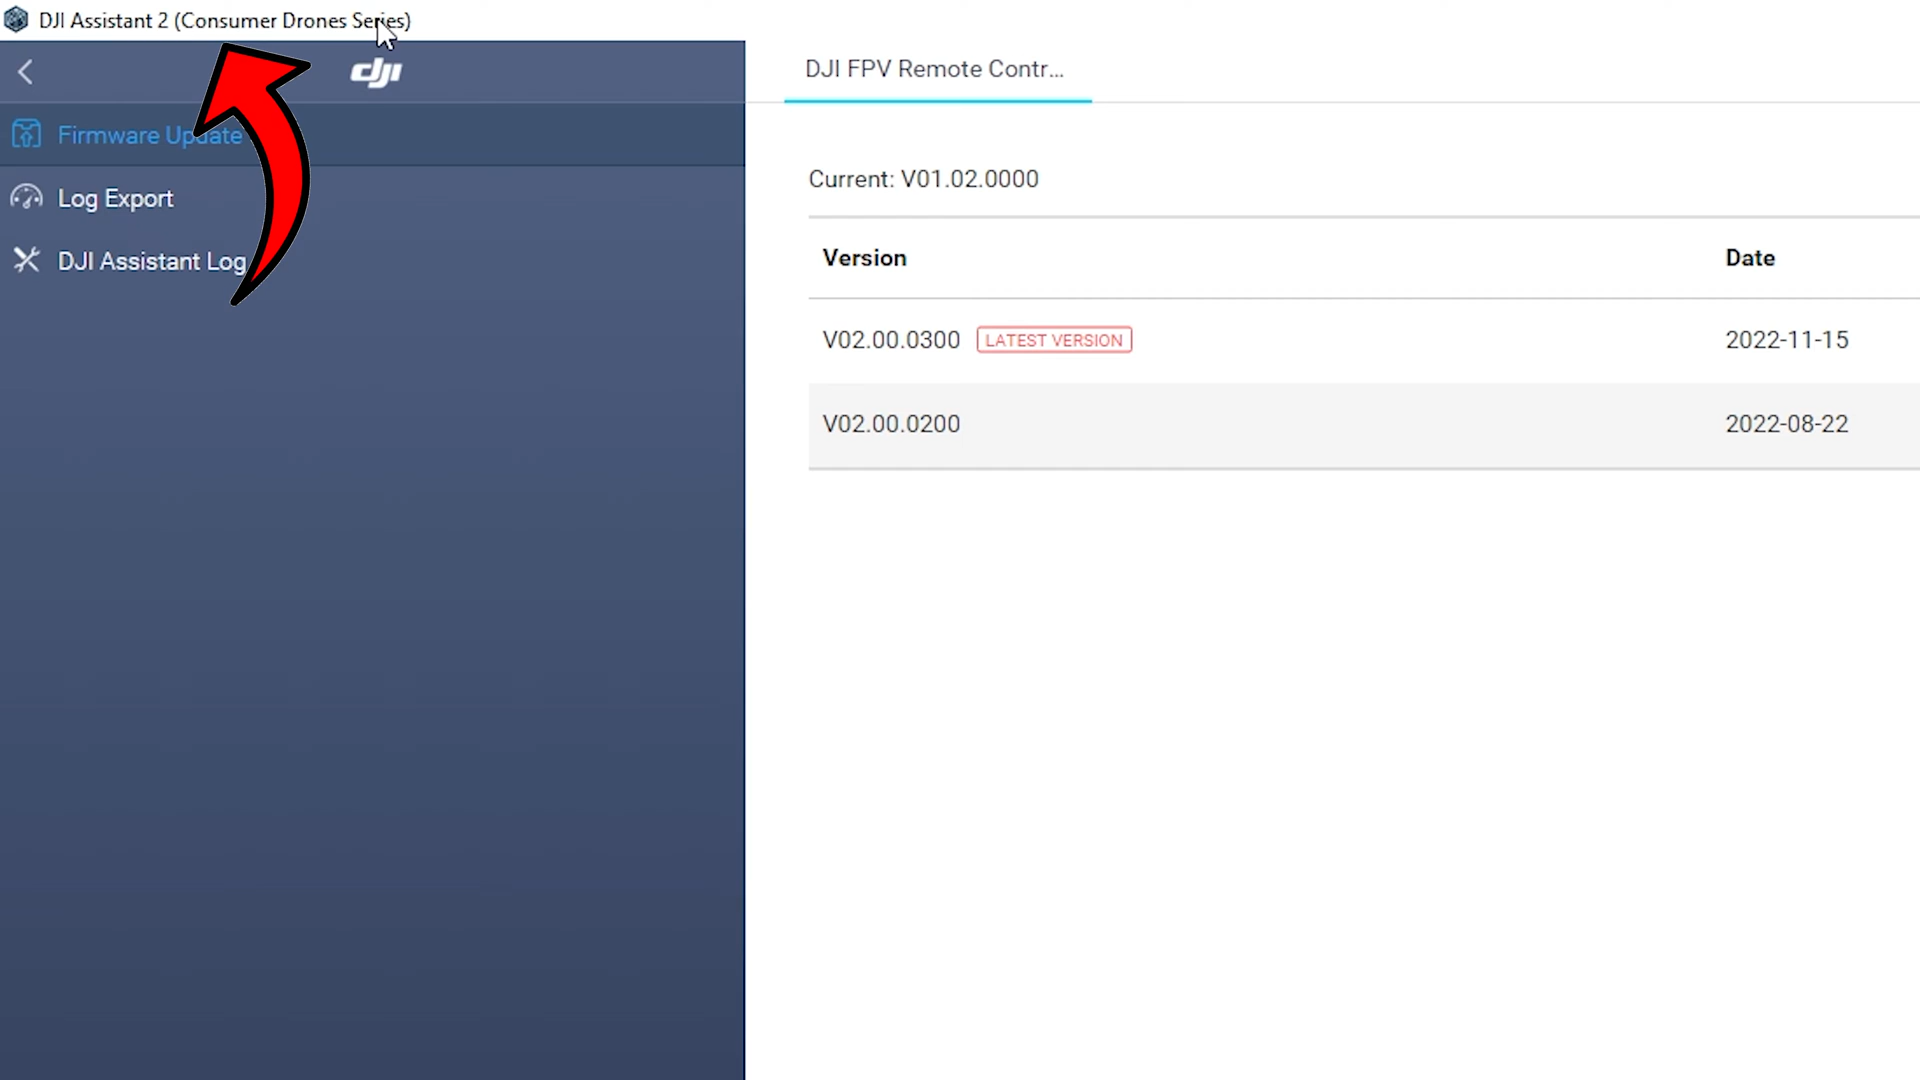 DJI Assistant 2 (Consumer Drones Series)
dji
Firmware Update
Log Export
DJI Assistant Log
DJI FPV Remote Contr...
Current: V01.02.0000
Version Date
V02.00.0300 LATEST VERSION 2022-11-15
V02.00.0200 2022-08-22